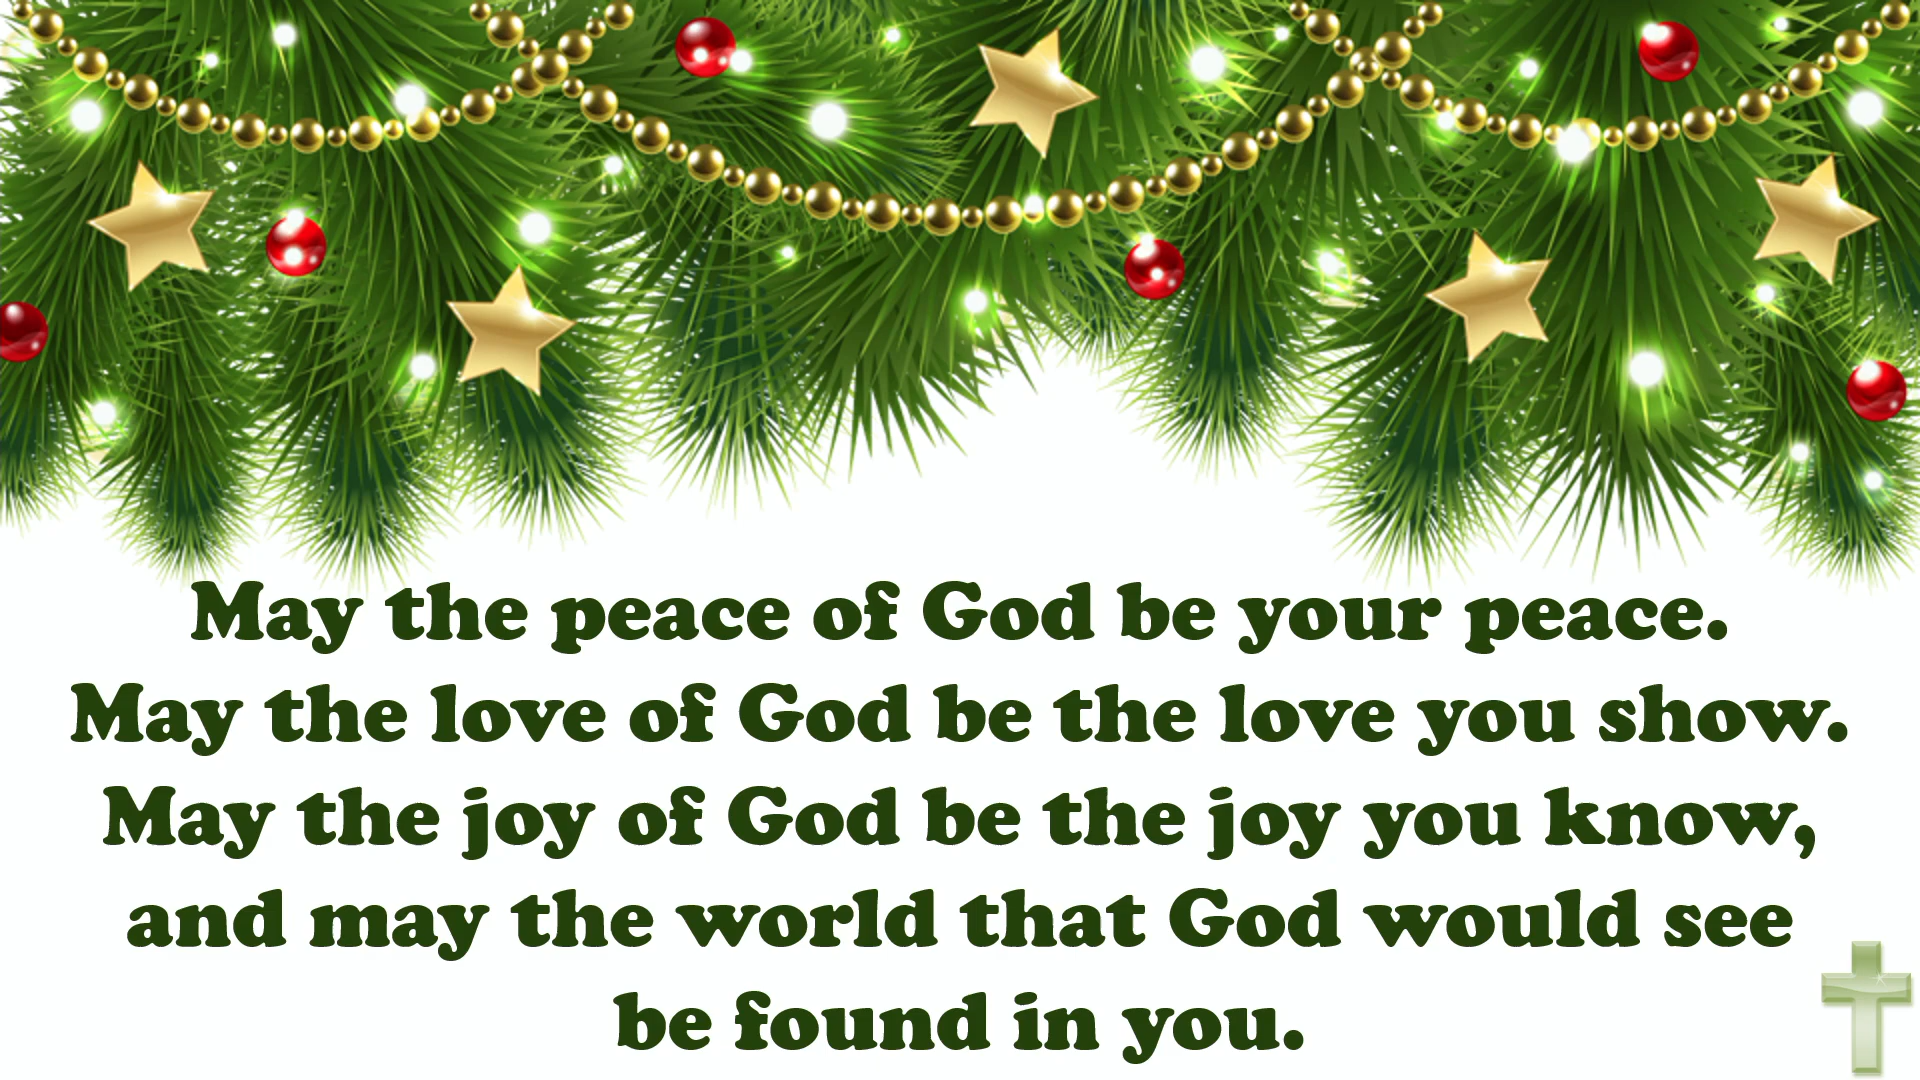 May the peace of God be your peace.
May the love of God be the love you show.
May the joy of God be the joy you know,
and may the world that God would see
be found in you.